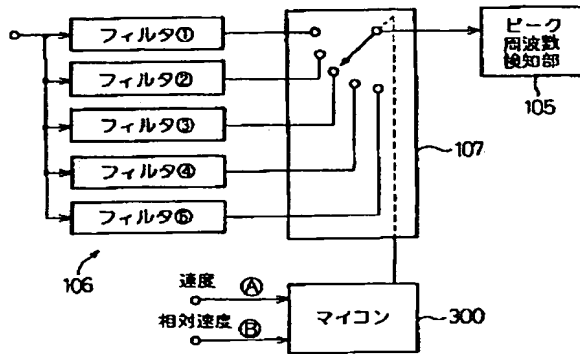 フィルタ①
フィルタ②
フィルタ③
フィルタ④
フィルタ⑤
106
107
ピーク
周波数
検知部
105
速度
Ⓐ
相対速度
Ⓑ
マイコン
300